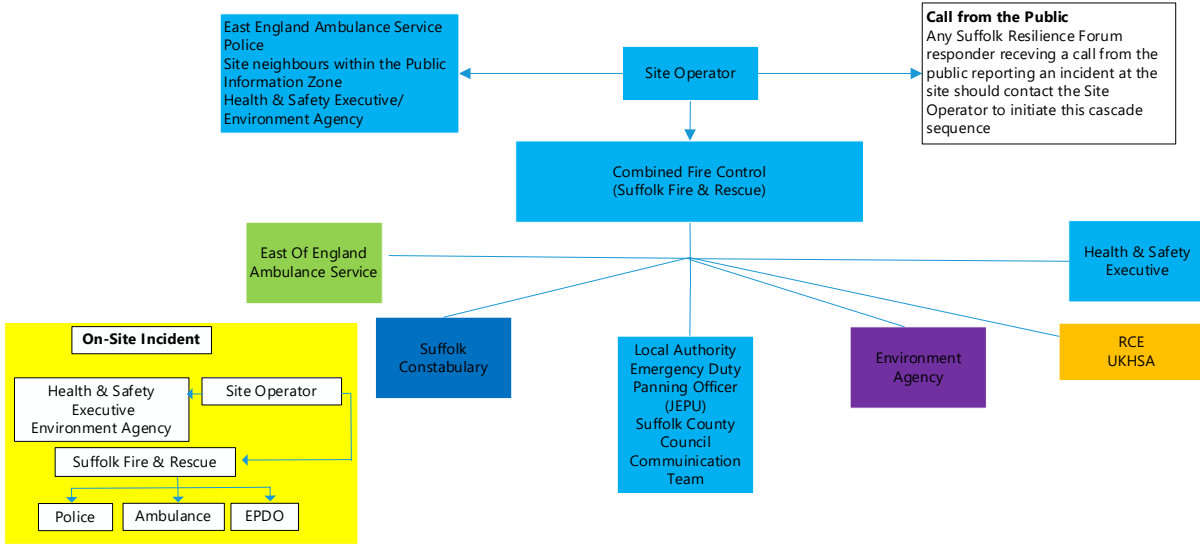 East England Ambulance Service
Police
Site neighbours within the Public
Information Zone
Health & Safety Executive/
Environment Agency
Site Operator
Call from the Public
Any Suffolk Resilience Forum
responder receving a call from the
public reporting an incident at the
site should contact the Site
Operator to initiate this cascade
sequence
Combined Fire Control
(Suffolk Fire & Rescue)
East Of England
Ambulance Service
Health & Safety
Executive
Suffolk
Constabulary
Local Authority
Emergency Duty
Panning Officer
(JEPU)
Suffolk County
Council
Commuinication
Team
Environment
Agency
RCE
UKHSA
On-Site Incident
Health & Safety
Executive
Environment Agency
Site Operator
Suffolk Fire & Rescue
Police
Ambulance
EPDO